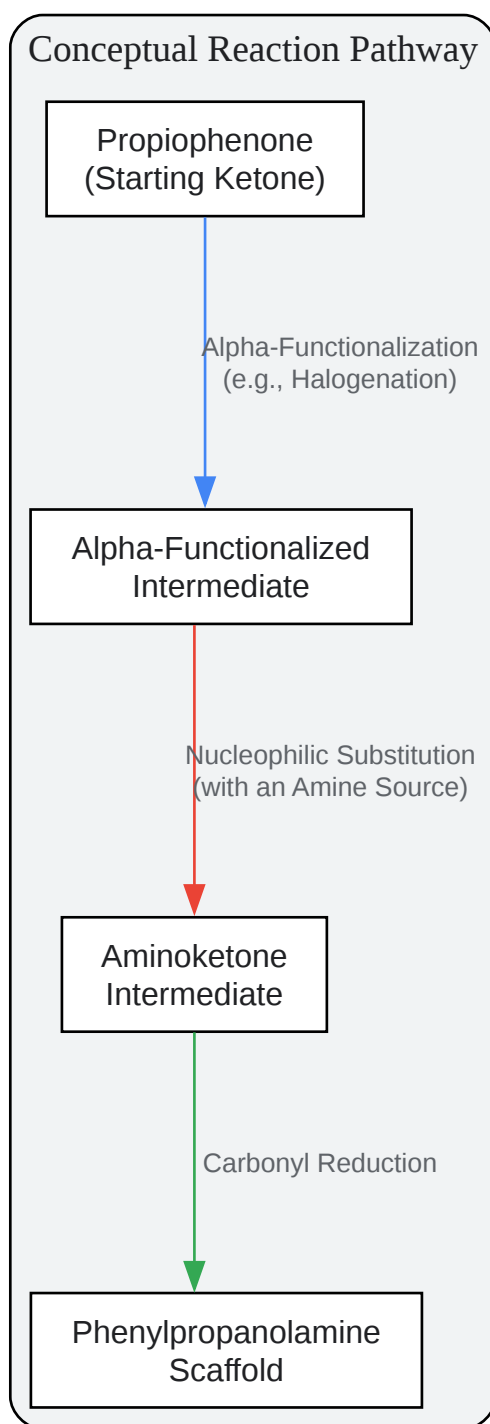 Conceptual Reaction Pathway
Propiophenone
(Starting Ketone)
Alpha-Functionalization
(e.g., Halogenation)
Alpha-Functionalized
Intermediate
Nucleophilic Substitution
(with an Amine Source)
Aminoketone
Intermediate
Carbonyl Reduction
Phenylpropanolamine
Scaffold